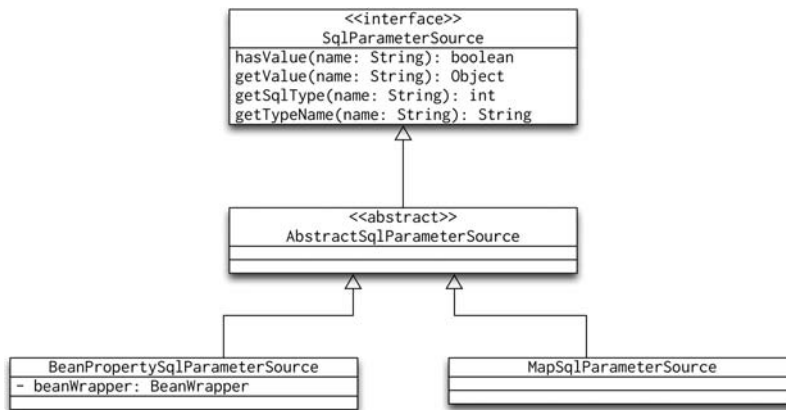 <<interface>>
SqlParameterSource
hasValue(name: String): boolean
getValue(name: String): Object
getSqlType(name: String): int
getTypeName(name: String): String
<<abstract>>
AbstractSqlParameterSource
BeanPropertySqlParameterSource
- beanWrapper: BeanWrapper
MapSqlParameterSource